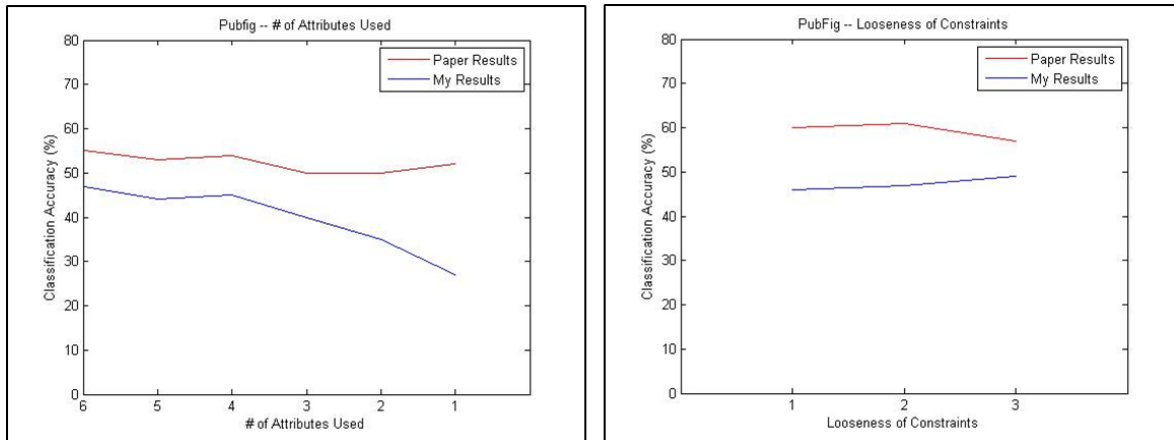 Pubfig -- # of Attributes Used
80
70
60
50
40
30
20
10
0
Classification Accuracy (%)
Paper Results
My Results
6 5 4 3 2 1
# of Attributes Used
PubFig -- Looseness of Constraints
80
70
60
50
40
30
20
10
0
Classification Accuracy (%)
Paper Results
My Results
1 2 3
Looseness of Constraints